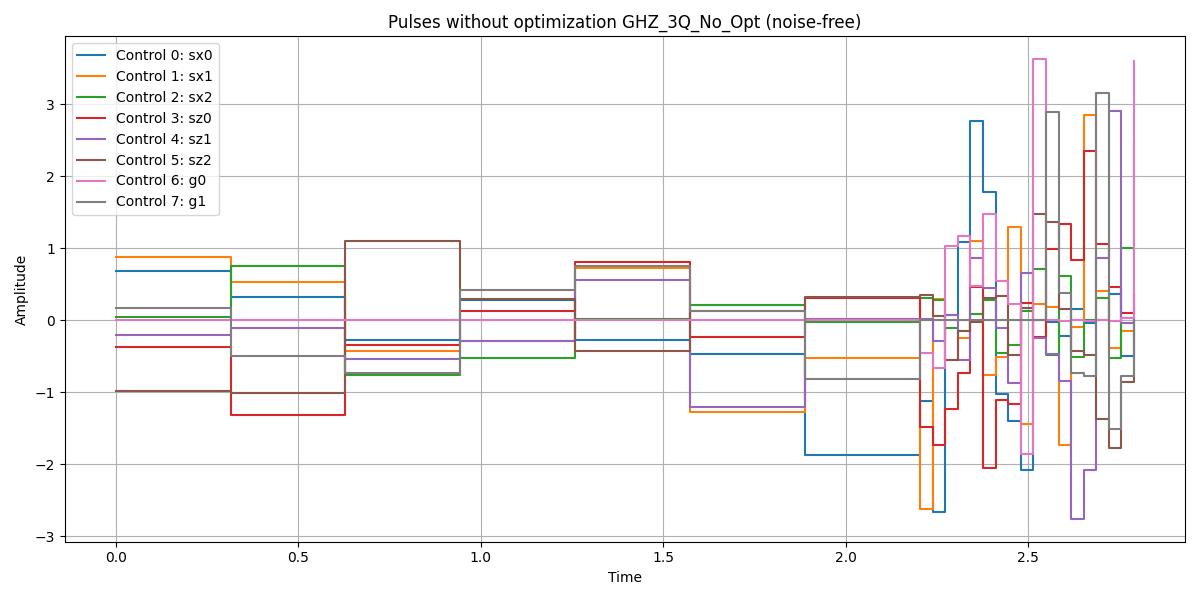 Pulses without optimization GHZ_3Q_No_Opt (noise-free)
Control 0: sx0
Control 1: sx1
Control 2: sx2
Control 3: sz0
Control 4: sz1
Control 5: sz2
Control 6: g0
Control 7: g1
Amplitude
3
2
1
0
−1
−2
−3
0.0 0.5 1.0 1.5 2.0 2.5
Time